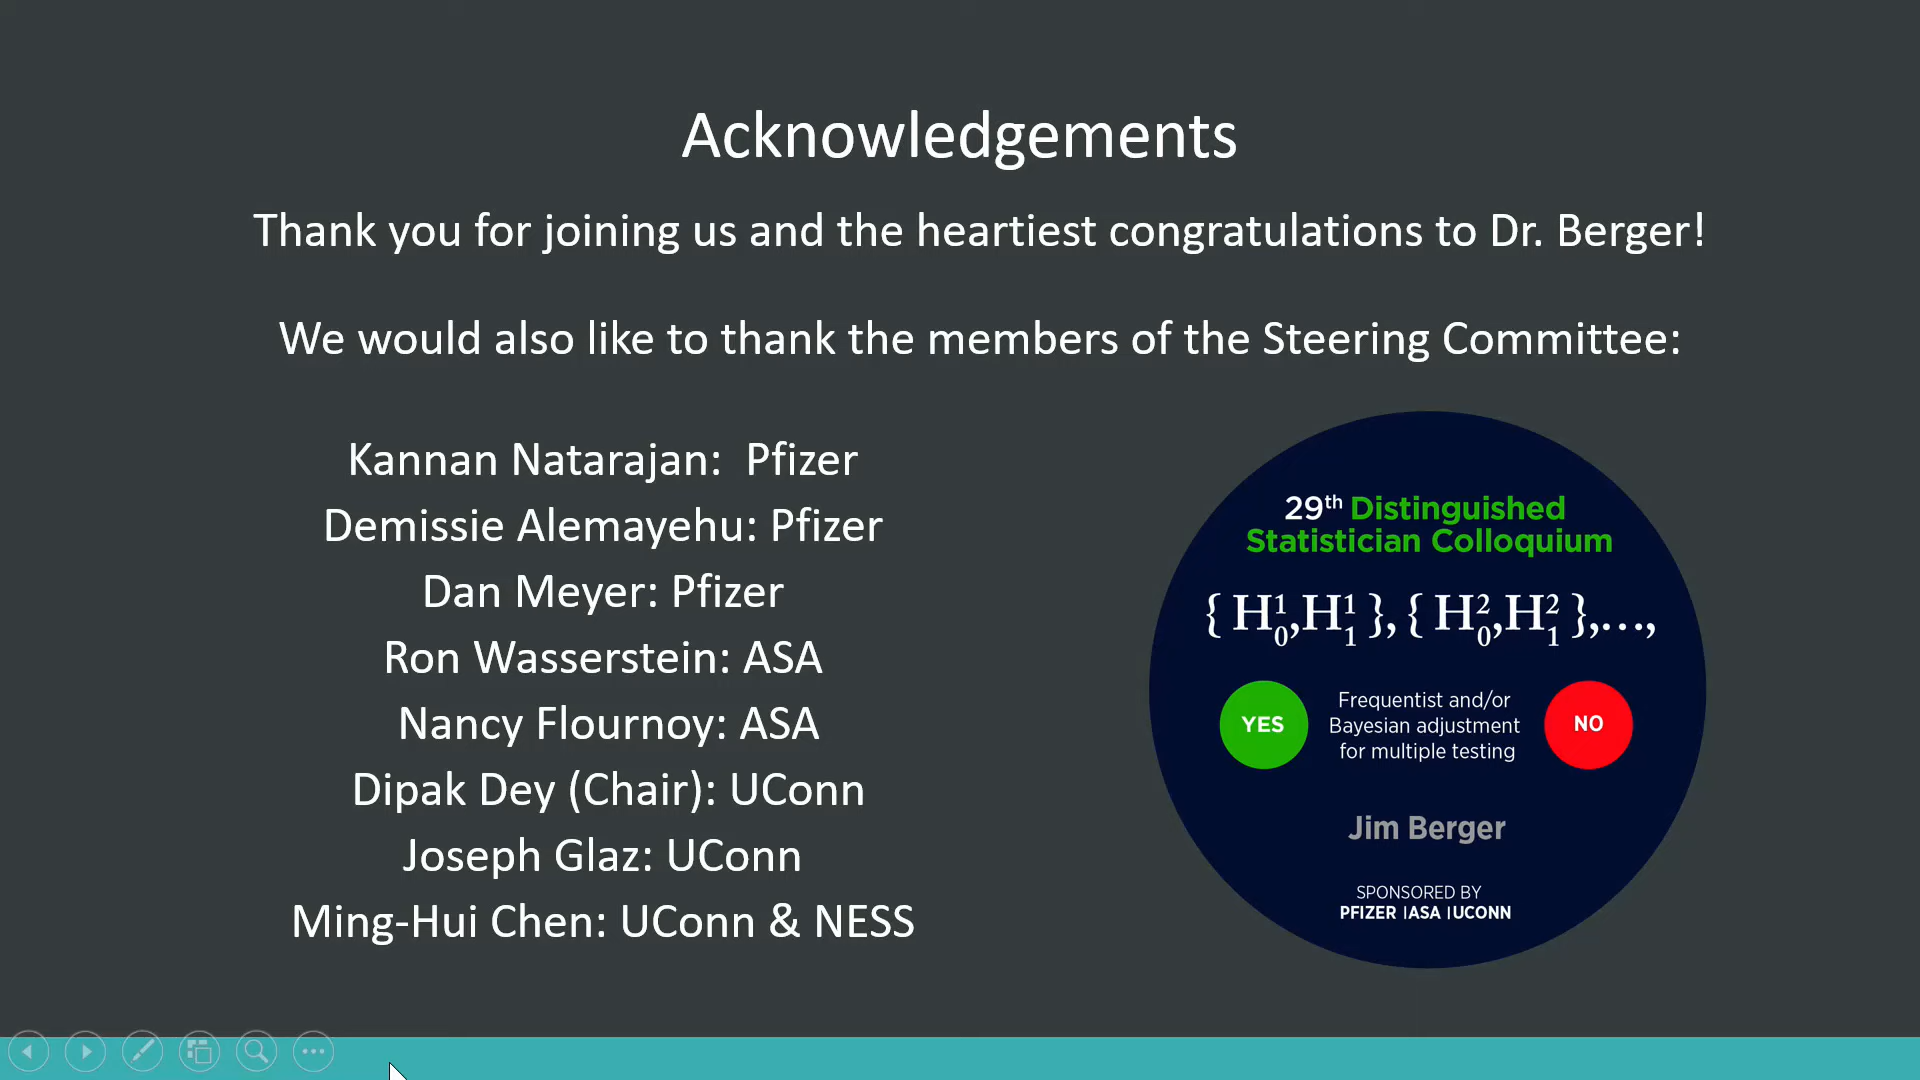 Acknowledgements
Thank you for joining us and the heartiest congratulations to Dr. Berger!
We would also like to thank the members of the Steering Committee:
Kannan Natarajan: Pfizer
Demissie Alemayehu: Pfizer
Dan Meyer: Pfizer
Ron Wasserstein: ASA
Nancy Flournoy: ASA
Dipak Dey (Chair): UConn
Joseph Glaz: UConn
Ming-Hui Chen: UConn & NESS
29th Distinguished
Statistician Colloquium
{ H₀¹,H₁¹ }, { H₀²,H₁² },...,
YES
Frequentist and/or
Bayesian adjustment
for multiple testing
NO
Jim Berger
SPONSORED BY
PFIZER |ASA |UCONN